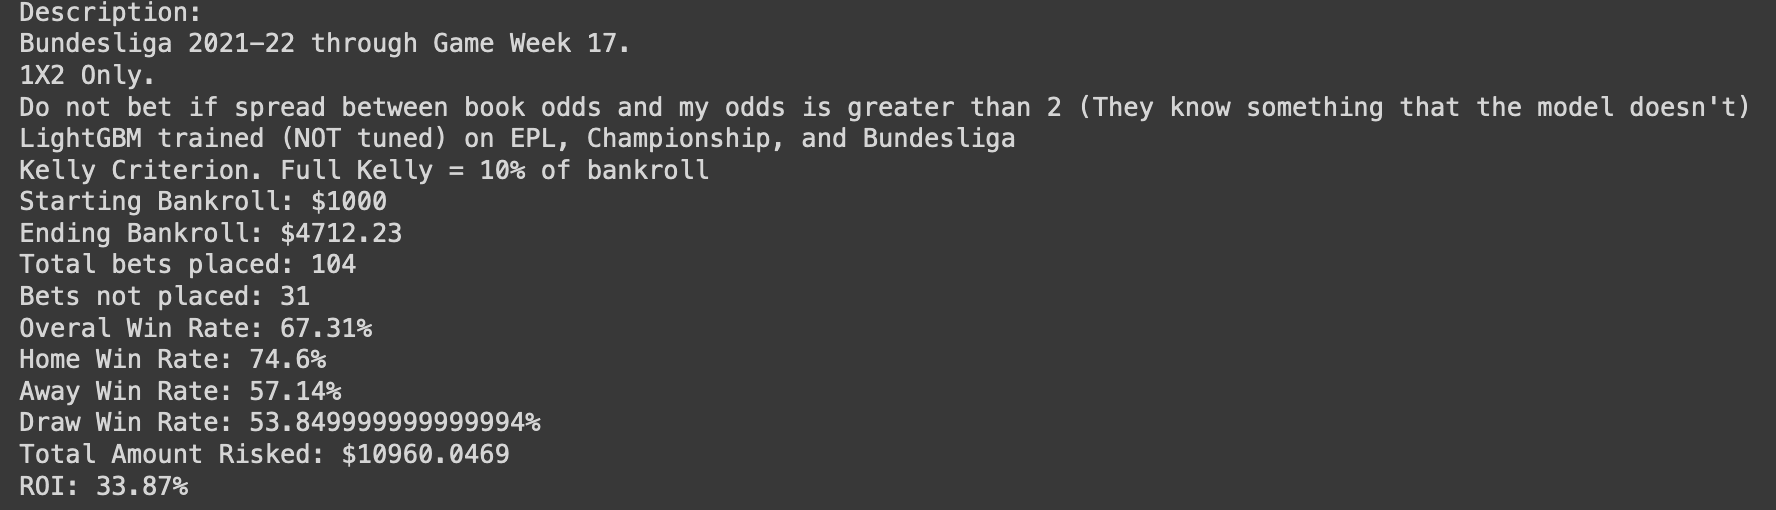 Description:
Bundesliga 2021-22 through Game Week 17.
1X2 Only.
Do not bet if spread between book odds and my odds is greater than 2 (They know something that the model doesn't)
LightGBM trained (NOT tuned) on EPL, Championship, and Bundesliga
Kelly Criterion. Full Kelly = 10% of bankroll
Starting Bankroll: $1000
Ending Bankroll: $4712.23
Total bets placed: 104
Bets not placed: 31
Overal Win Rate: 67.31%
Home Win Rate: 74.6%
Away Win Rate: 57.14%
Draw Win Rate: 53.849999999999994%
Total Amount Risked: $10960.0469
ROI: 33.87%